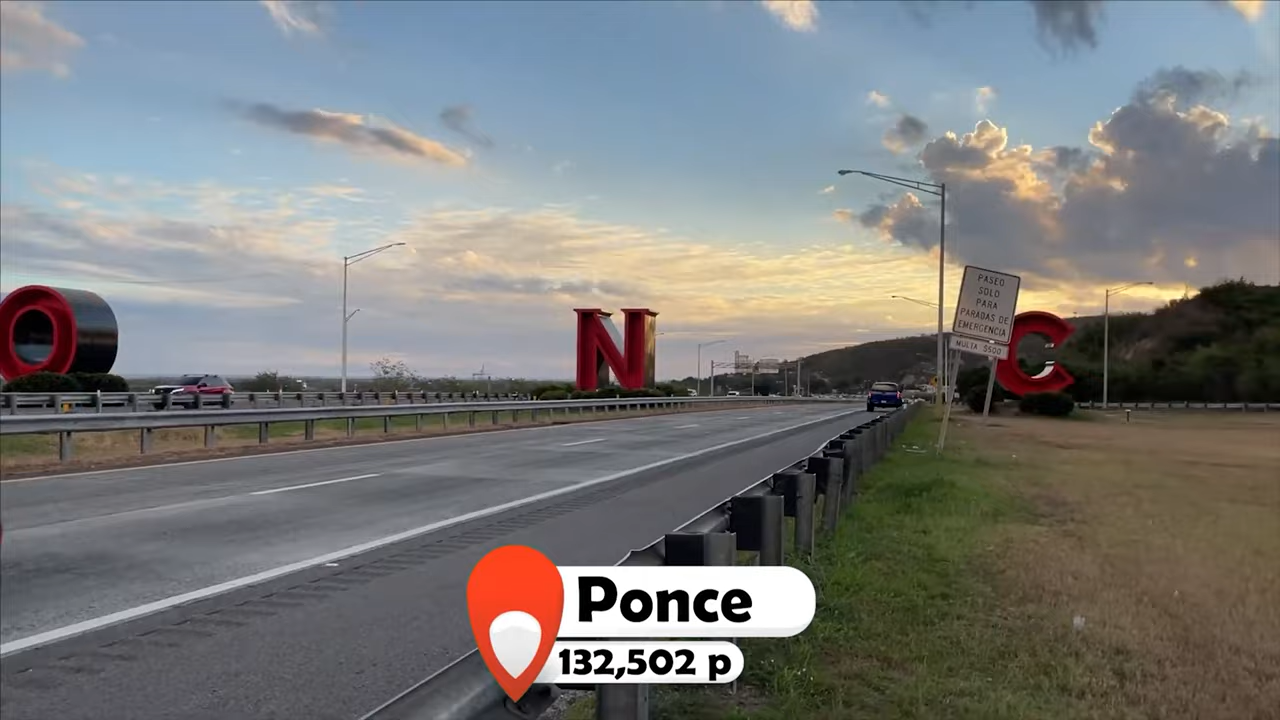 O
N
C
PASEO
SOLO
PARA
PARADAS DE
EMERGENCIA
MULTA $500
Ponce
132,502 p